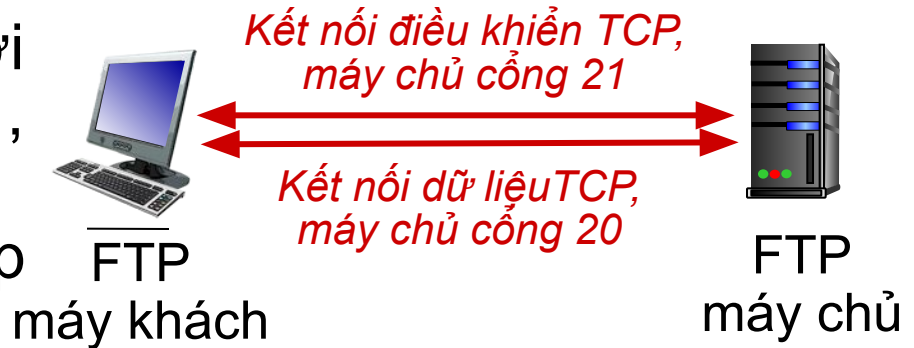 Kết nối điều khiển TCP,
máy chủ cổng 21
,
Kết nối dữ liệuTCP,
máy chủ cổng 20
FTP
máy khách
FTP
máy chủ